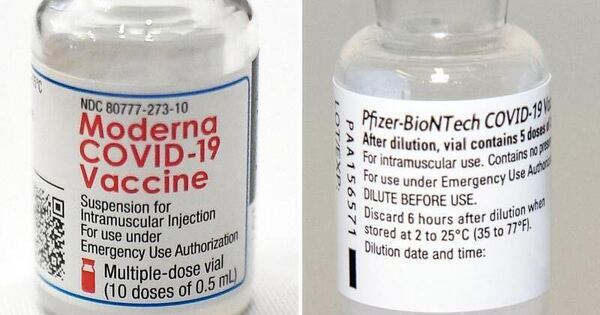 NDC 80777-273-10
Moderna
COVID-19
Vaccine
Suspension for
Intramuscular Injection
For use under
Emergency Use Authorization
Multiple-dose vial
(10 doses of 0.5 mL)
Pfizer-BioNTech COVID-19
After dilution, vial contains 5 doses
For intramuscular use. Contains no
For use under Emergency Use
DILUTE BEFORE USE.
Discard 6 hours after dilution when
stored at 2 to 25°C (35 to 77°F).
Dilution date and time:
PAA156571